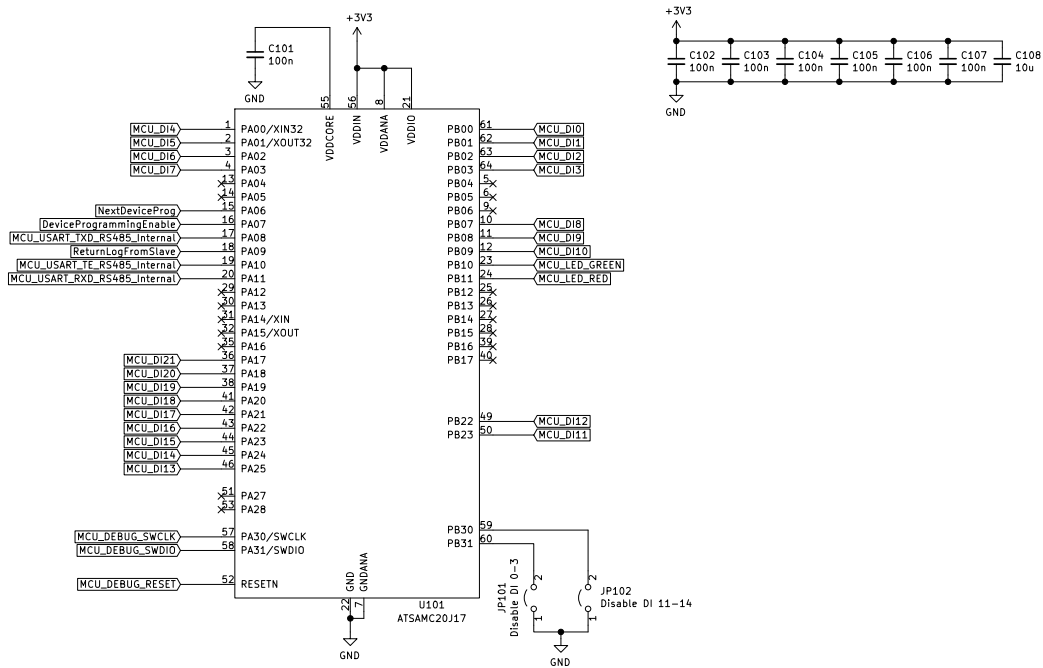 +3V3
C101
100n
GND
55
VDDCORE
56
VDDIN
8
VDDANA
21
VDDIO
MCU_DI4 1 PA00/XIN32
MCU_DI5 2 PA01/XOUT32
MCU_DI6 3 PA02
MCU_DI7 4 PA03
13 PA04
14 PA05
NextDeviceProg 15 PA06
DeviceProgrammingEnable 16 PA07
MCU_USART_TXD_RS485_Internal 17 PA08
ReturnLogFromSlave 18 PA09
MCU_USART_TE_RS485_Internal 19 PA10
MCU_USART_RXD_RS485_Internal 20 PA11
29 PA12
30 PA13
31 PA14/XIN
32 PA15/XOUT
35 PA16
MCU_DI21 36 PA17
MCU_DI20 37 PA18
MCU_DI19 38 PA19
MCU_DI18 41 PA20
MCU_DI17 42 PA21
MCU_DI16 43 PA22
MCU_DI15 44 PA23
MCU_DI14 45 PA24
MCU_DI13 46 PA25
51 PA27
53 PA28
MCU_DEBUG_SWCLK 57 PA30/SWCLK
MCU_DEBUG_SWDIO 58 PA31/SWDIO
MCU_DEBUG_RESET 52 RESETN
PB00 61 MCU_DI0
PB01 62 MCU_DI1
PB02 63 MCU_DI2
PB03 64 MCU_DI3
PB04 5
PB05 6
PB06 9
PB07 10 MCU_DI8
PB08 11 MCU_DI9
PB09 12 MCU_DI10
PB10 23 MCU_LED_GREEN
PB11 24 MCU_LED_RED
PB12 25
PB13 26
PB14 27
PB15 28
PB16 39
PB17 40
PB22 49 MCU_DI12
PB23 50 MCU_DI11
PB30 59
PB31 60
GND
22
GNDANA
7
GND
U101
ATSAMC20J17
JP101
Disable DI 0-3
2
1
2
1
JP102
Disable DI 11-14
GND
+3V3
C102
100n
C103
100n
C104
100n
C105
100n
C106
100n
C107
100n
C108
10u
GND